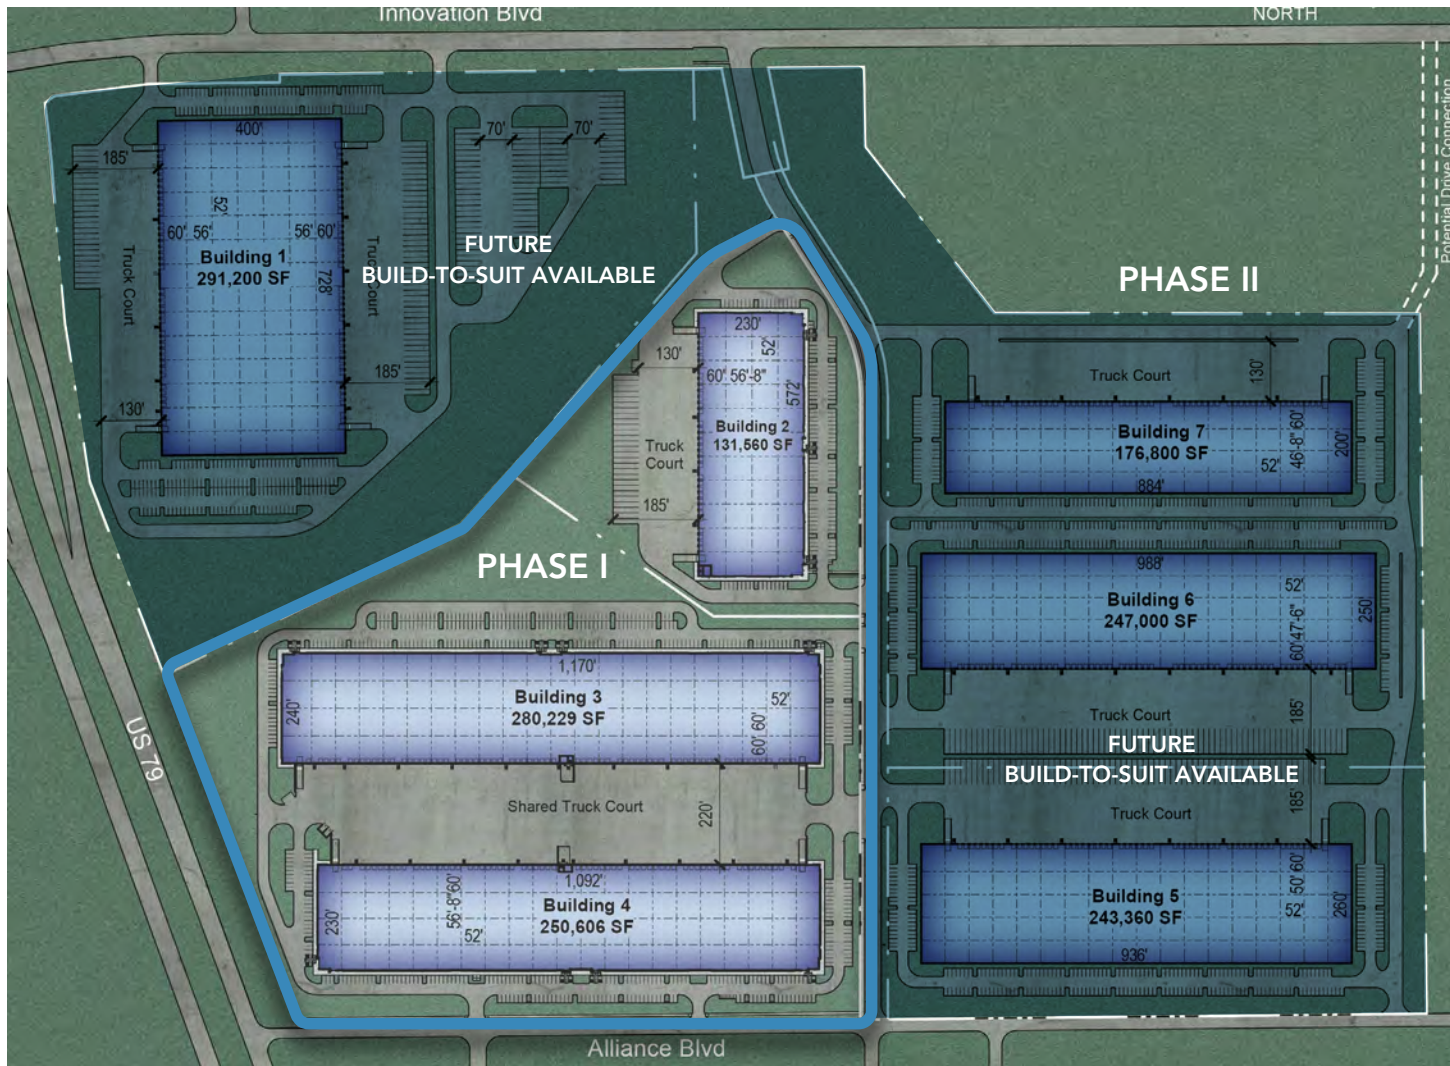 Innovation Blvd
NORTH
Potential Drive Connection
400'
185'
52'
60' 56'
56' 60'
Building 1
291,200 SF
728'
Truck Court
Truck Court
185'
130'
70'
70'
FUTURE
BUILD-TO-SUIT AVAILABLE
PHASE II
230'
52'
130'
60' 56'-8"
572'
Building 2
131,560 SF
Truck
Court
185'
PHASE I
Truck Court
130'
Building 7
176,800 SF
46'-8" 60'
52'
200'
884'
988'
52'
Building 6
247,000 SF
60' 47'-6"
250'
Truck Court
185'
FUTURE
BUILD-TO-SUIT AVAILABLE
185'
Truck Court
1,170'
Building 3
280,229 SF
240'
52'
60' 60'
Shared Truck Court
220'
1,092'
Building 4
250,606 SF
230'
56'-8" 60'
52'
Building 5
243,360 SF
50' 60'
52'
260'
936'
US 79
Alliance Blvd